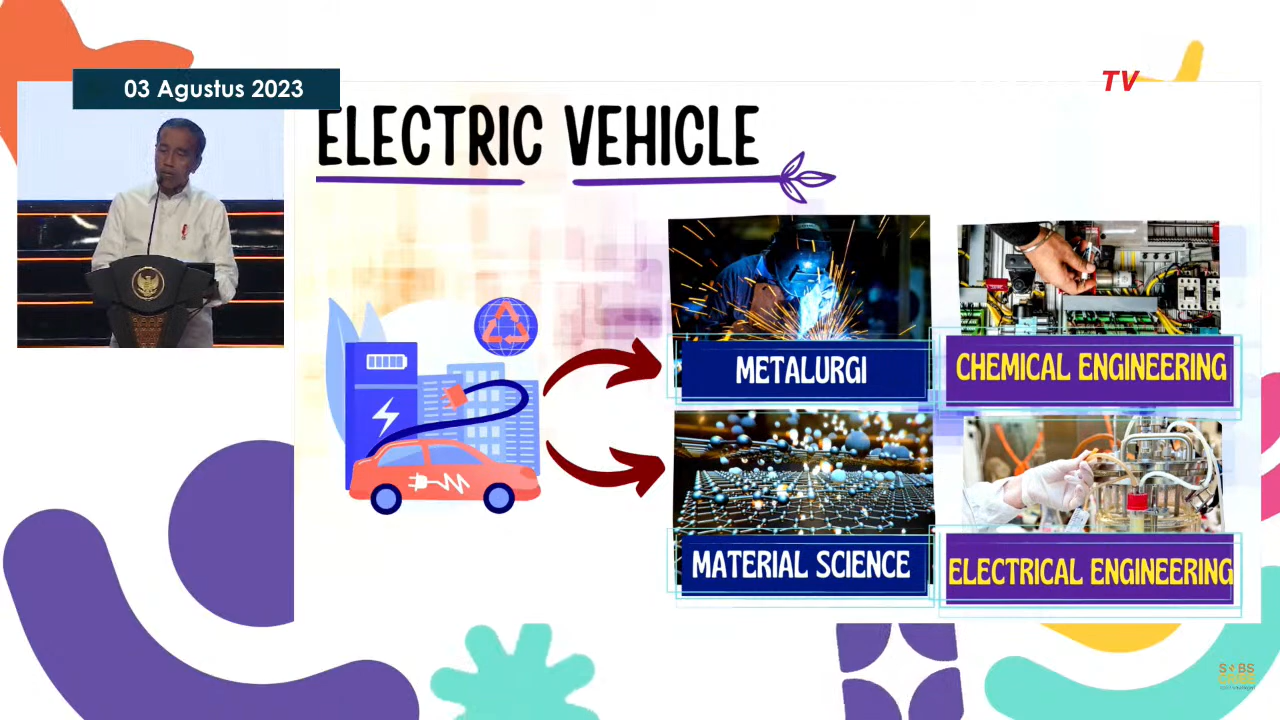 03 Agustus 2023
TV
ELECTRIC VEHICLE
METALURGI
CHEMICAL ENGINEERING
MATERIAL SCIENCE
ELECTRICAL ENGINEERING